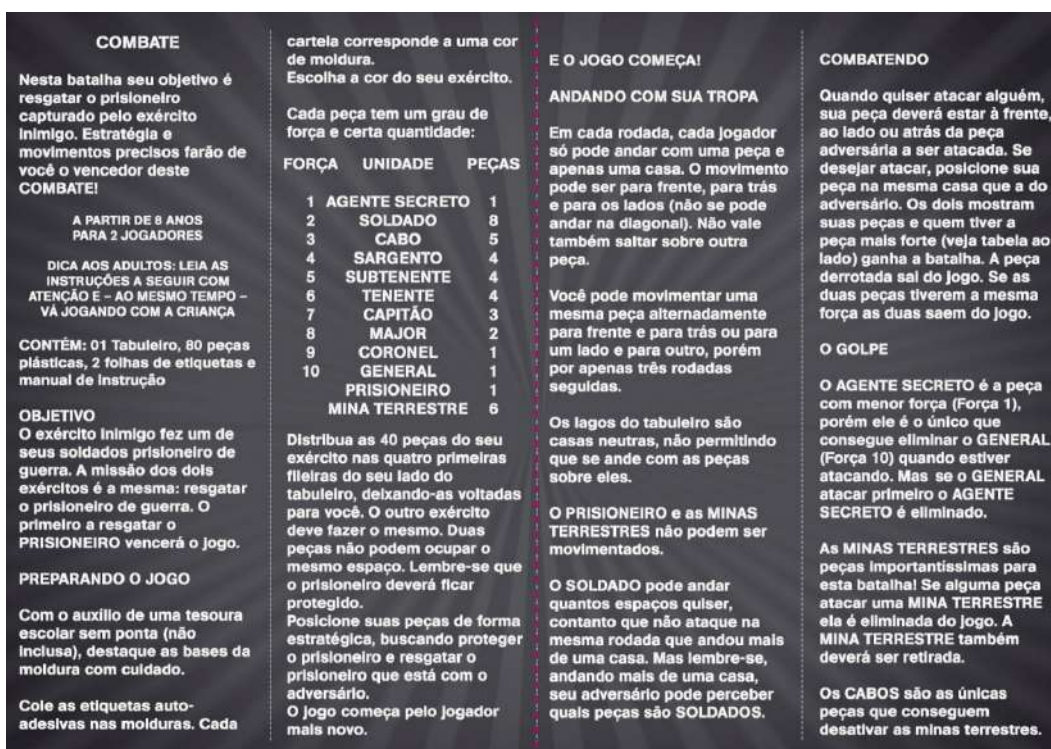 COMBATE
Nesta batalha seu objetivo é
resgatar o prisioneiro
capturado pelo exército
inimigo. Estratégia e
movimentos precisos farão de
você o vencedor deste
COMBATE!
A PARTIR DE 8 ANOS
PARA 2 JOGADORES
DICA AOS ADULTOS: LEIA AS
INSTRUÇÕES A SEGUIR COM
ATENÇÃO E – AO MESMO TEMPO –
VÁ JOGANDO COM A CRIANÇA
CONTÉM: 01 Tabuleiro, 80 peças
plásticas, 2 folhas de etiquetas e
manual de instrução
OBJETIVO
O exército inimigo fez um de
seus soldados prisioneiro de
guerra. A missão dos dois
exércitos é a mesma: resgatar
o prisioneiro de guerra. O
primeiro a resgatar o
PRISIONEIRO vencerá o jogo.
PREPARANDO O JOGO
Com o auxilio de uma tesoura
escolar sem ponta (não
inclusa), destaque as bases da
moldura com cuidado.
Cole as etiquetas auto-
adesivas nas molduras. Cada
cartela corresponde a uma cor
de moldura.
Escolha a cor do seu exército.
Cada peça tem um grau de
força e certa quantidade:
FORÇA UNIDADE PEÇAS
1 AGENTE SECRETO 1
2 SOLDADO 8
3 CABO 5
4 SARGENTO 4
5 SUBTENENTE 4
6 TENENTE 4
7 CAPITÃO 3
8 MAJOR 2
9 CORONEL 1
10 GENERAL 1
PRISIONEIRO 1
MINA TERRESTRE 6
Distribua as 40 peças do seu
exército nas quatro primeiras
fileiras do seu lado do
tabuleiro, deixando-as voltadas
para você. O outro exército
deve fazer o mesmo. Duas
peças não podem ocupar o
mesmo espaço. Lembre-se que
o prisioneiro deverá ficar
protegido.
Posicione suas peças de forma
estratégica, buscando proteger
o prisioneiro e resgatar o
prisioneiro que está com o
adversário.
O jogo começa pelo jogador
mais novo.
E O JOGO COMEÇA!
ANDANDO COM SUA TROPA
Em cada rodada, cada jogador
só pode andar com uma peça e
apenas uma casa. O movimento
pode ser para frente, para trás
e para os lados (não se pode
andar na diagonal). Não vale
também saltar sobre outra
peça.
Você pode movimentar uma
mesma peça alternadamente
para frente e para trás ou para
um lado e para outro, porém
por apenas três rodadas
seguidas.
Os lagos do tabuleiro são
casas neutras, não permitindo
que se ande com as peças
sobre eles.
O PRISIONEIRO e as MINAS
TERRESTRES não podem ser
movimentados.
O SOLDADO pode andar
quantos espaços quiser,
contanto que não ataque na
mesma rodada que andou mais
de uma casa. Mas lembre-se,
andando mais de uma casa,
seu adversário pode perceber
quais peças são SOLDADOS.
COMBATENDO
Quando quiser atacar alguém,
sua peça deverá estar à frente,
ao lado ou atrás da peça
adversária a ser atacada. Se
desejar atacar, posicione sua
peça na mesma casa que a do
adversário. Os dois mostram
suas peças e quem tiver a
peça mais forte (veja tabela ao
lado) ganha a batalha. A peça
derrotada sai do jogo. Se as
duas peças tiverem a mesma
força as duas saem do jogo.
O GOLPE
O AGENTE SECRETO é a peça
com menor força (Força 1),
porém ele é o único que
consegue eliminar o GENERAL
(Força 10) quando estiver
atacando. Mas se o GENERAL
atacar primeiro o AGENTE
SECRETO é eliminado.
As MINAS TERRESTRES são
peças importantíssimas para
esta batalha! Se alguma peça
atacar uma MINA TERRESTRE
ela é eliminada do jogo. A
MINA TERRESTRE também
deverá ser retirada.
Os CABOS são as únicas
peças que conseguem
desativar as minas terrestres.